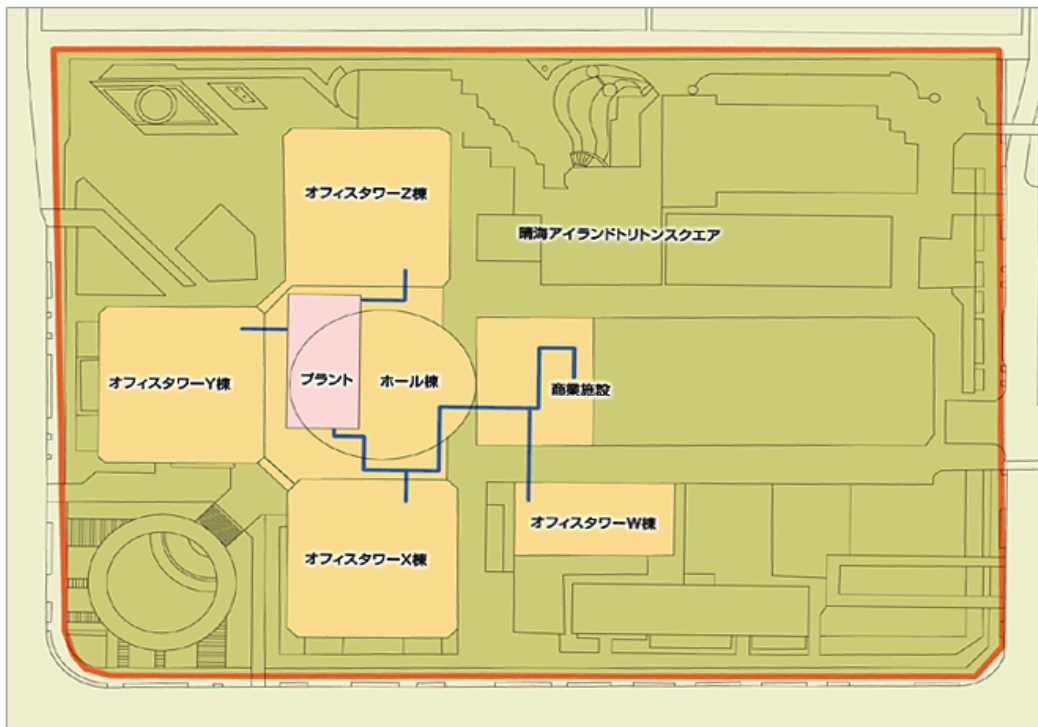 オフィスタワーZ棟
晴海アイランドトリトンスクエア
オフィスタワーY棟
プラント
ホール棟
商業施設
オフィスタワーW棟
オフィスタワーX棟